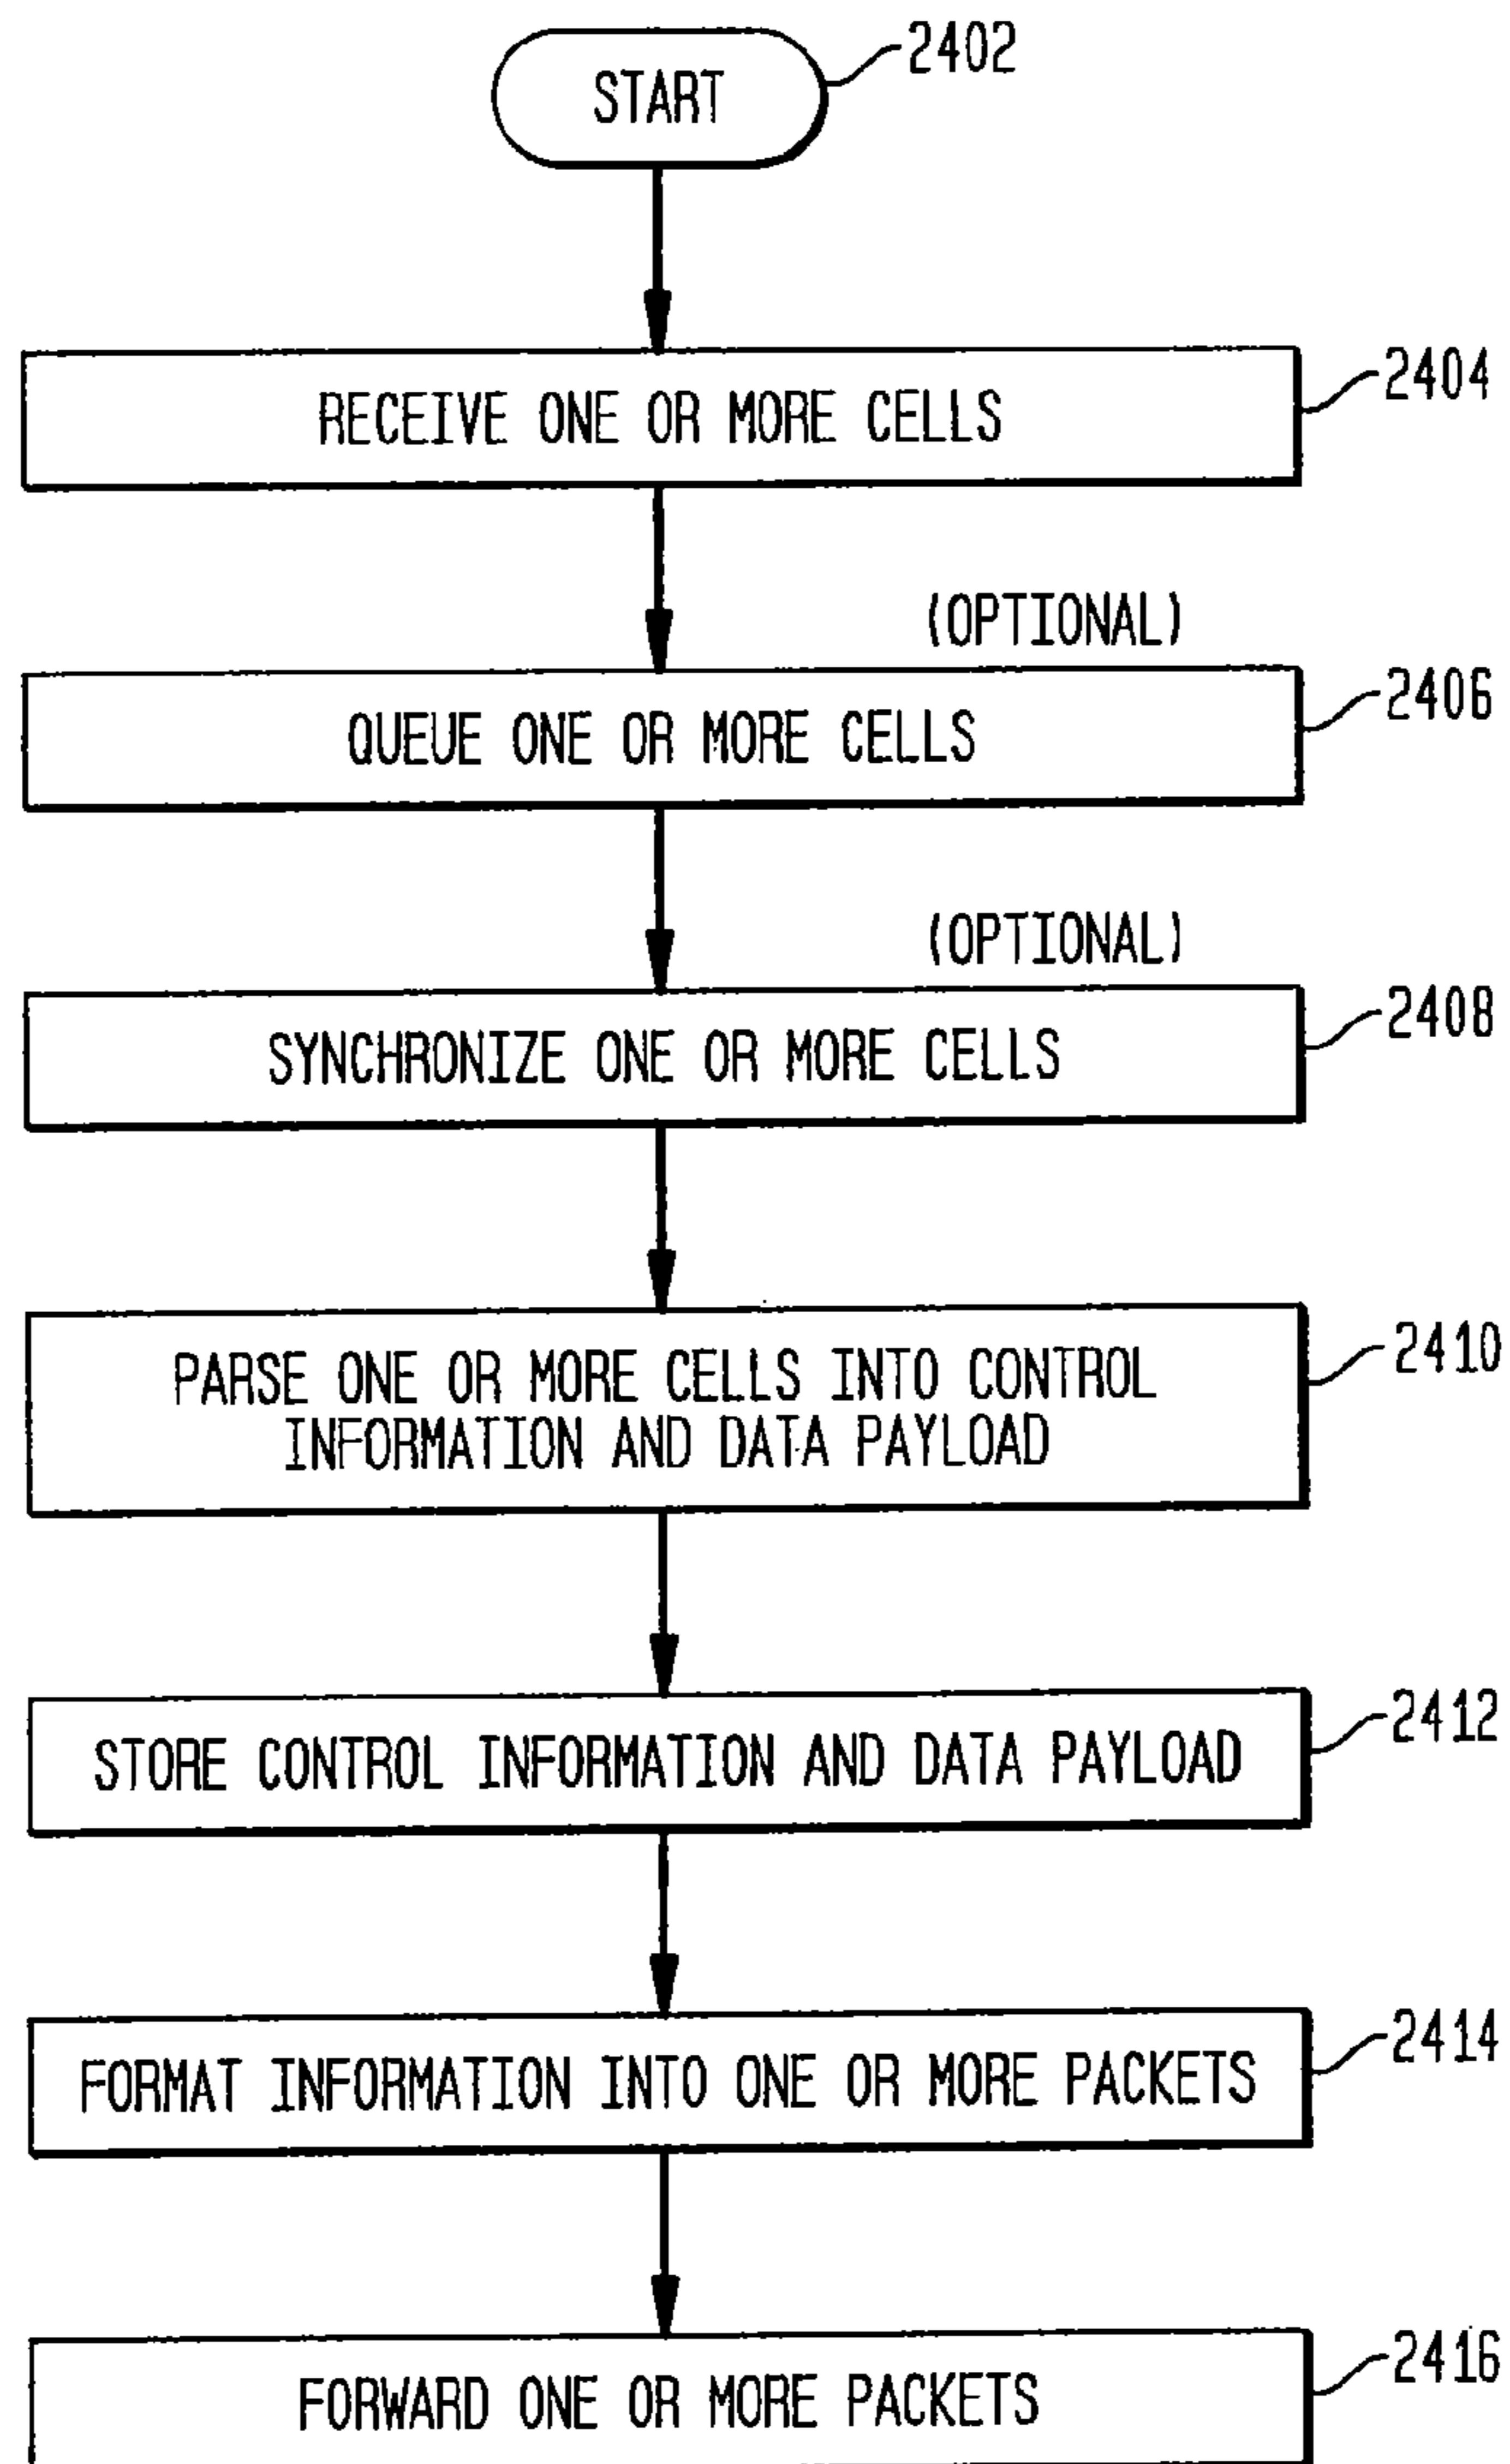 START
2402
RECEIVE ONE OR MORE CELLS
2404
(OPTIONAL)
QUEUE ONE OR MORE CELLS
2406
(OPTIONAL)
SYNCHRONIZE ONE OR MORE CELLS
2408
PARSE ONE OR MORE CELLS INTO CONTROL
INFORMATION AND DATA PAYLOAD
2410
STORE CONTROL INFORMATION AND DATA PAYLOAD
2412
FORMAT INFORMATION INTO ONE OR MORE PACKETS
2414
FORWARD ONE OR MORE PACKETS
2416